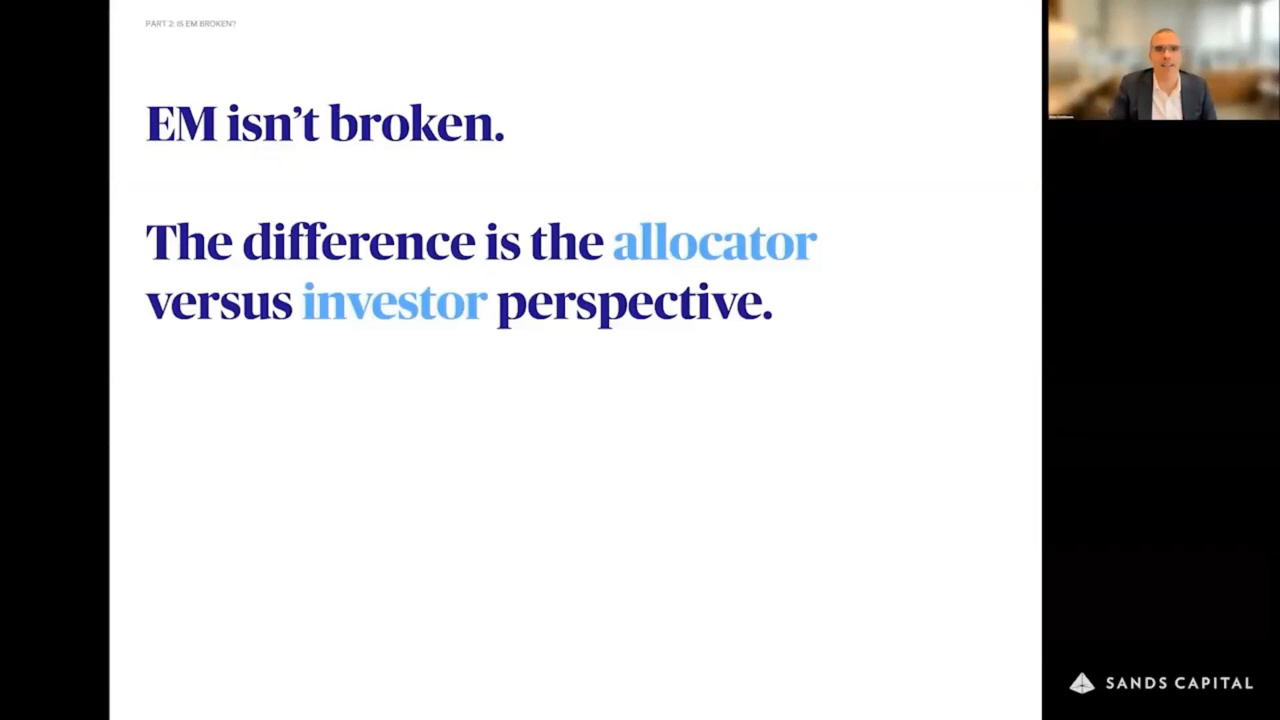 PART 2: IS EM BROKEN?
EM isn’t broken.
The difference is the allocator
versus investor perspective.
SANDS CAPITAL